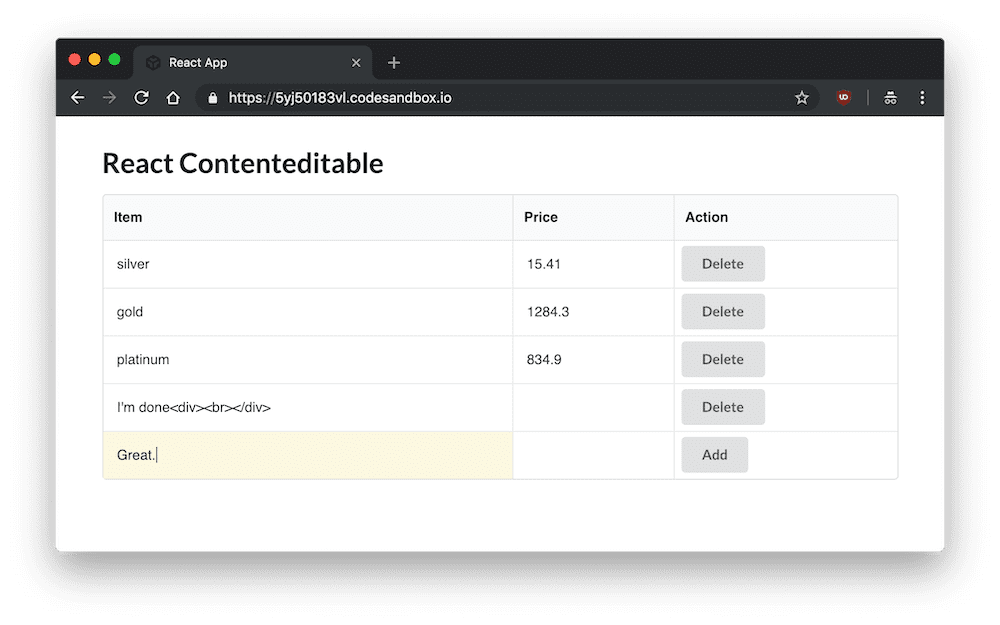 React App
https://5yj50183vl.codesandbox.io
React Contenteditable
Item Price Action
silver 15.41 Delete
gold 1284.3 Delete
platinum 834.9 Delete
I'm done<div><br></div> Delete
Great. Add